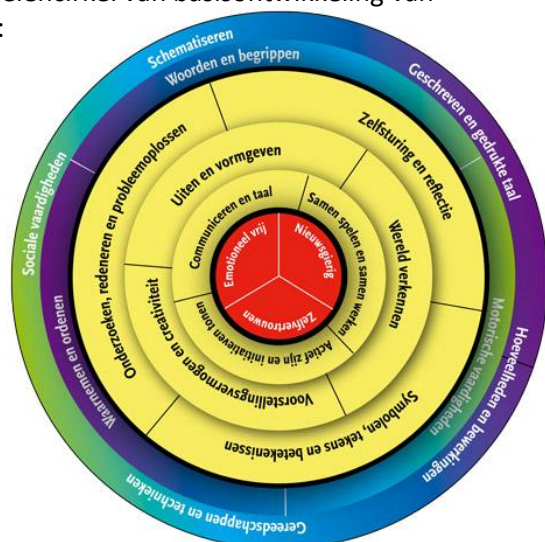 van basisontwikkeling van
:
Schematiseren
Woorden en begrippen
Geschreven en gedrukte taal
Sociale vaardigheden
Onderzoeken, redeneren en probleemoplossen
Zelfsturing en reflectie
Uiten en vormgeven
Communiceren en taal
Samen spelen en samen werken
Wereld verkennen
Emotioneel vrij
Nieuwsgierig
Zelfvertrouwen
Actief zijn en initiatieven tonen
Voorstellingsvermogen en creativiteit
Waarnemen en ordenen
Motorische vaardigheden
Hoeveelheden en bewerkingen
Symbolen, tekens en betekenissen
Gereedschappen en technieken